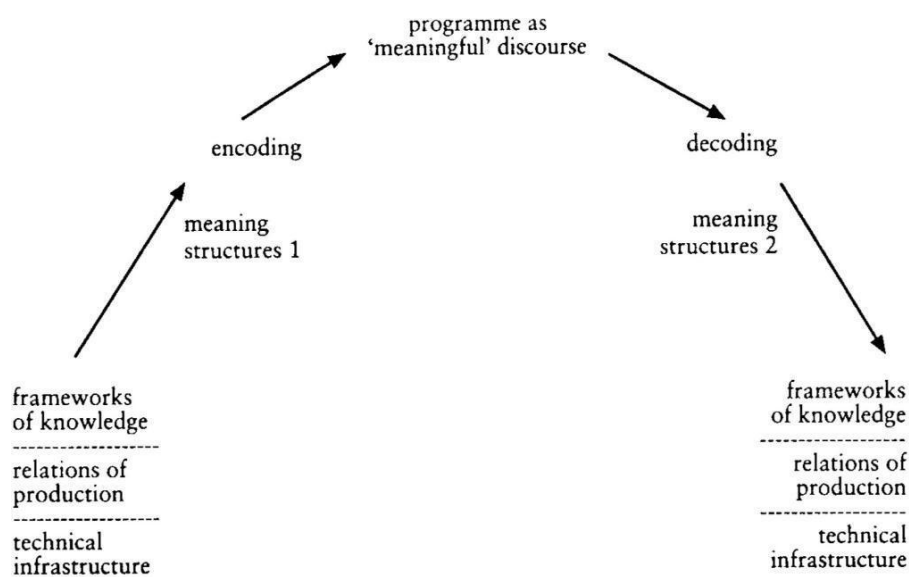 programme as
‘meaningful’ discourse
encoding
decoding
meaning
structures 1
meaning
structures 2
frameworks
of knowledge
relations of
production
technical
infrastructure
frameworks
of knowledge
relations of
production
technical
infrastructure